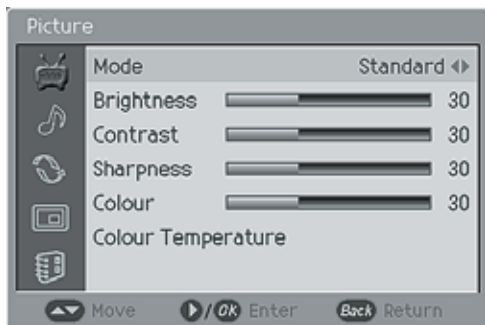 Picture
Mode Standard
Brightness 30
Contrast 30
Sharpness 30
Colour 30
Colour Temperature
Move /OK Enter Back Return